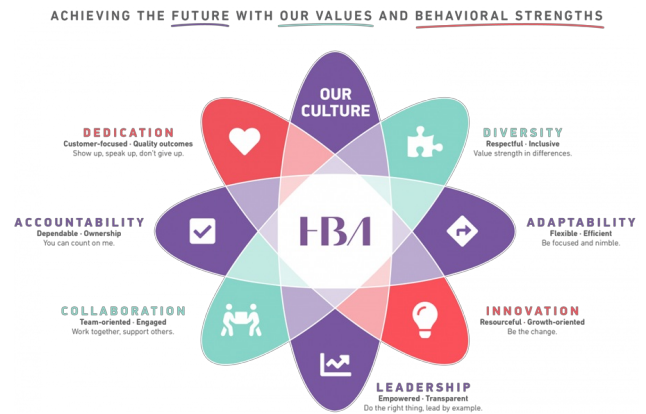 ACHIEVING THE FUTURE WITH OUR VALUES AND BEHAVIORAL STRENGTHS
OUR
CULTURE
DEDICATION
Customer-focused · Quality outcomes
Show up, speak up, don't give up.
DIVERSITY
Respectful · Inclusive
Value strength in differences.
ACCOUNTABILITY
Dependable · Ownership
You can count on me.
HBA
ADAPTABILITY
Flexible · Efficient
Be focused and nimble.
COLLABORATION
Team-oriented · Engaged
Work together, support others.
INNOVATION
Resourceful · Growth-oriented
Be the change.
LEADERSHIP
Empowered · Transparent
Do the right thing, lead by example.